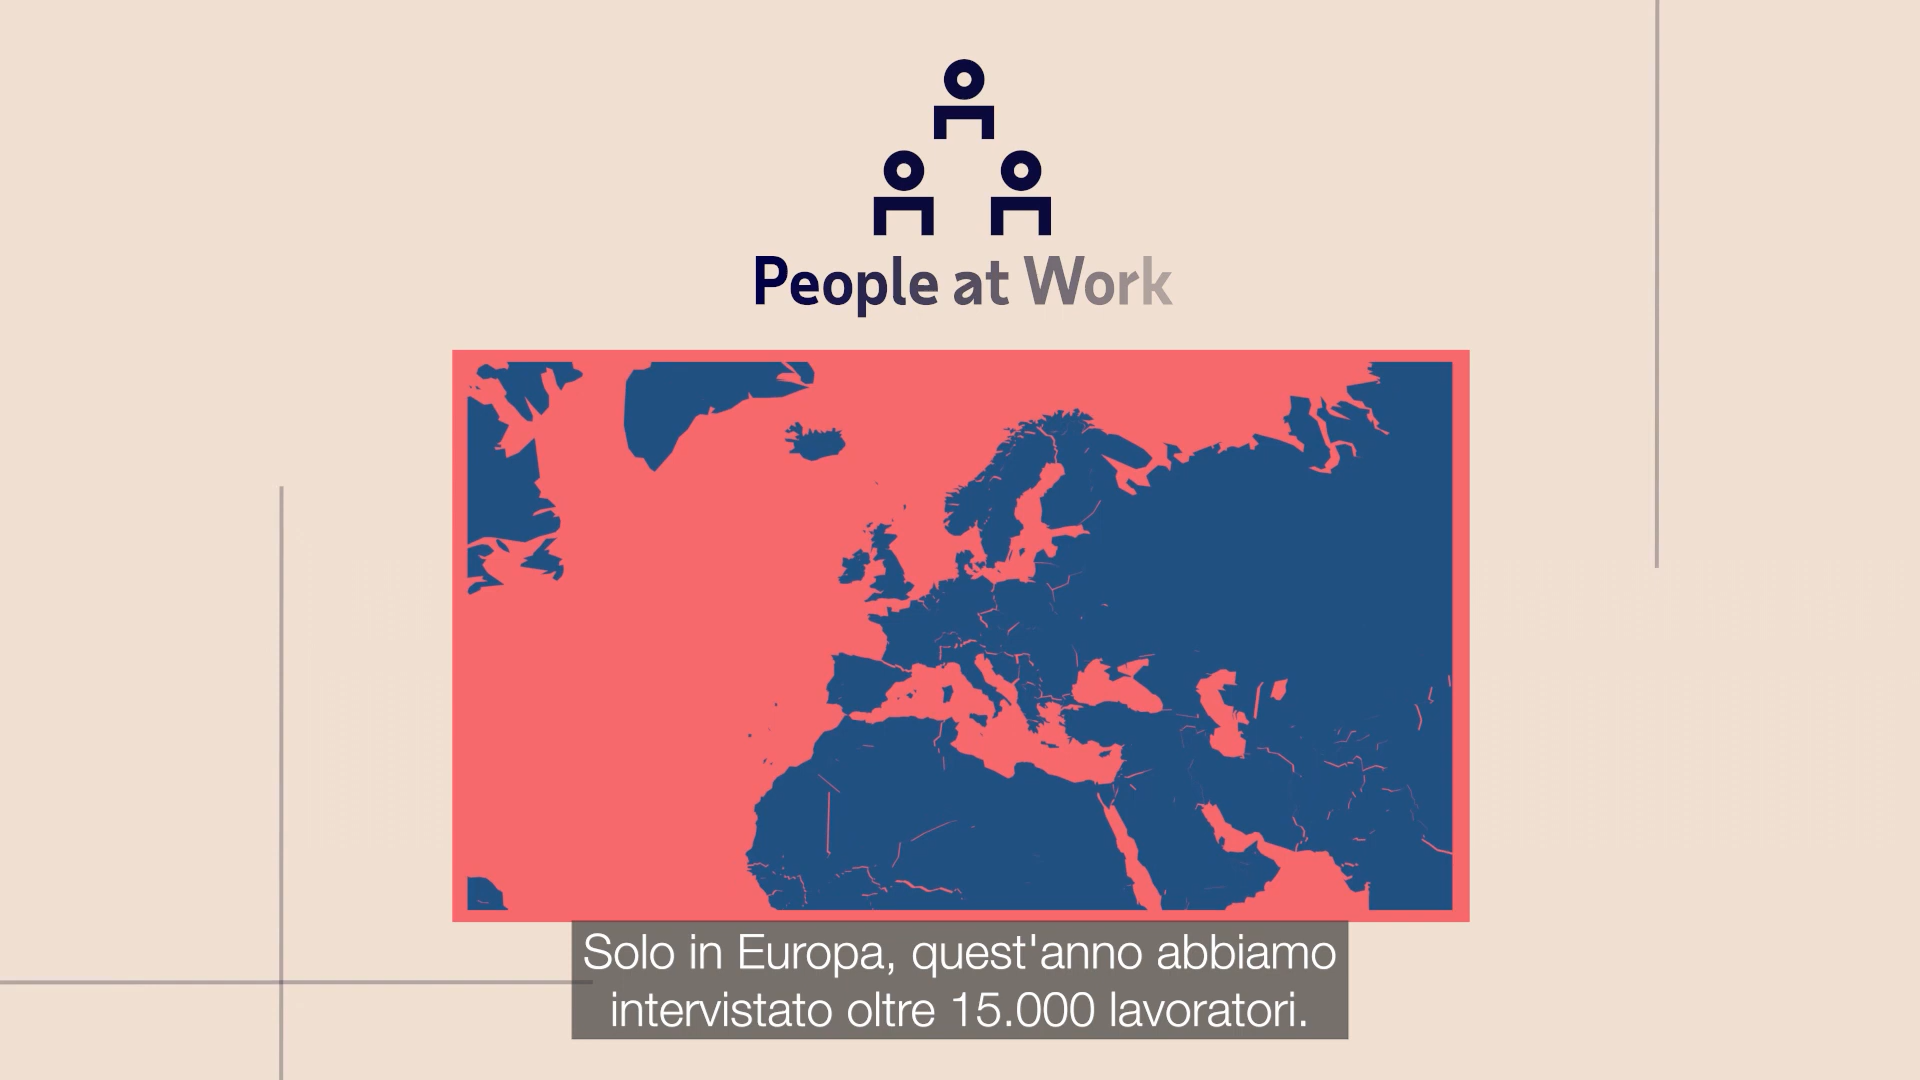 People at Work
Solo in Europa, quest'anno abbiamo
intervistato oltre 15.000 lavoratori.